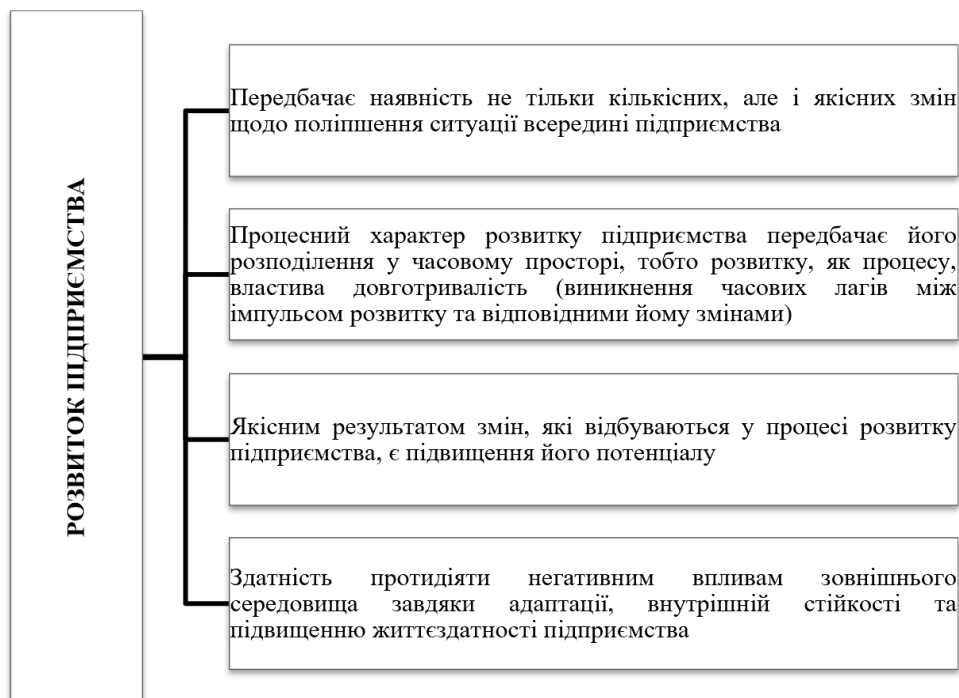 РОЗВИТОК ПІДПРИЄМСТВА
Передбачає наявність не тільки кількісних, але і якісних змін
щодо поліпшення ситуації всередині підприємства
Процесний характер розвитку підприємства передбачає його
розподілення у часовому просторі, тобто розвитку, як процесу,
властива довготривалість (виникнення часових лагів між
імпульсом розвитку та відповідними йому змінами)
Якісним результатом змін, які відбуваються у процесі розвитку
підприємства, є підвищення його потенціалу
Здатність протидіяти негативним впливам зовнішнього
середовища завдяки адаптації, внутрішній стійкості та
підвищенню життєздатності підприємства